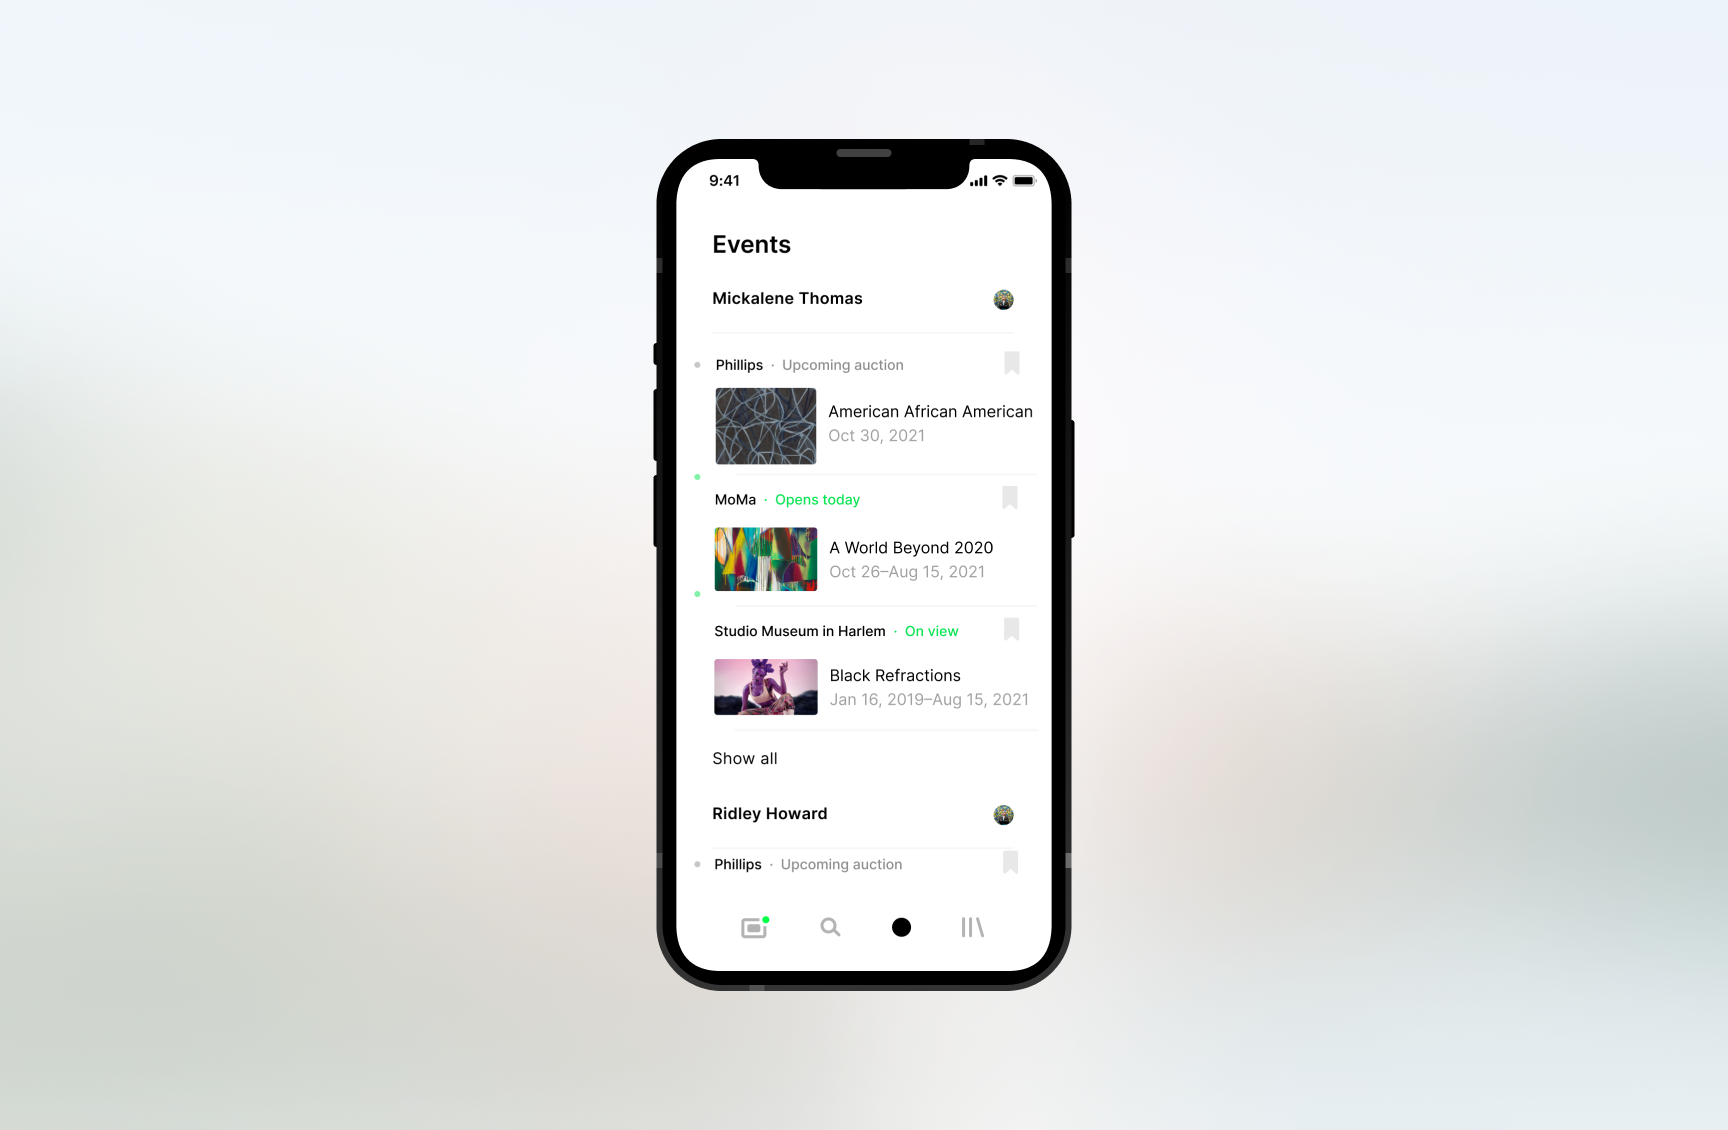 9:41
Events
Mickalene Thomas
Phillips · Upcoming auction
American African American
Oct 30, 2021
MoMa · Opens today
A World Beyond 2020
Oct 26–Aug 15, 2021
Studio Museum in Harlem · On view
Black Refractions
Jan 16, 2019–Aug 15, 2021
Show all
Ridley Howard
Phillips · Upcoming auction